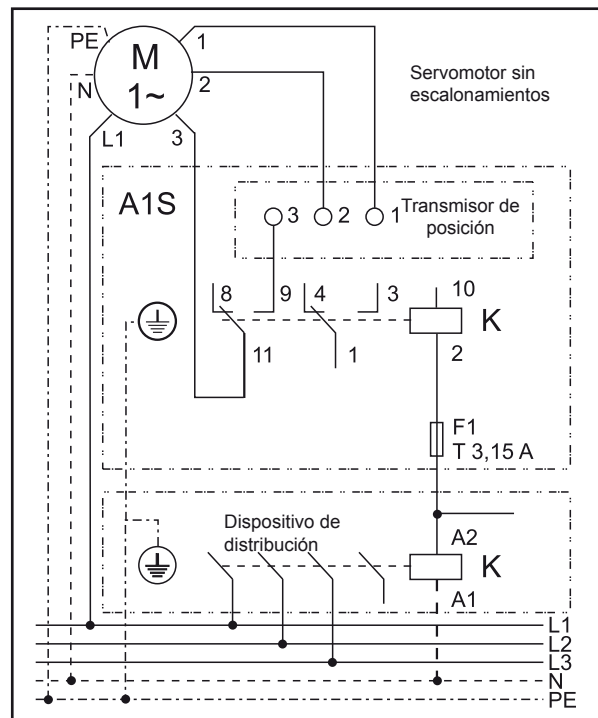 PE
1
M
1~
N
2
L1
3
Servomotor sin
escalonamientos
A1S
3
2
1
Transmisor de
posición
8
9
4
3
10
K
11
1
2
F1
T 3,15 A
Dispositivo de
distribución
A2
K
A1
L1
L2
L3
N
PE